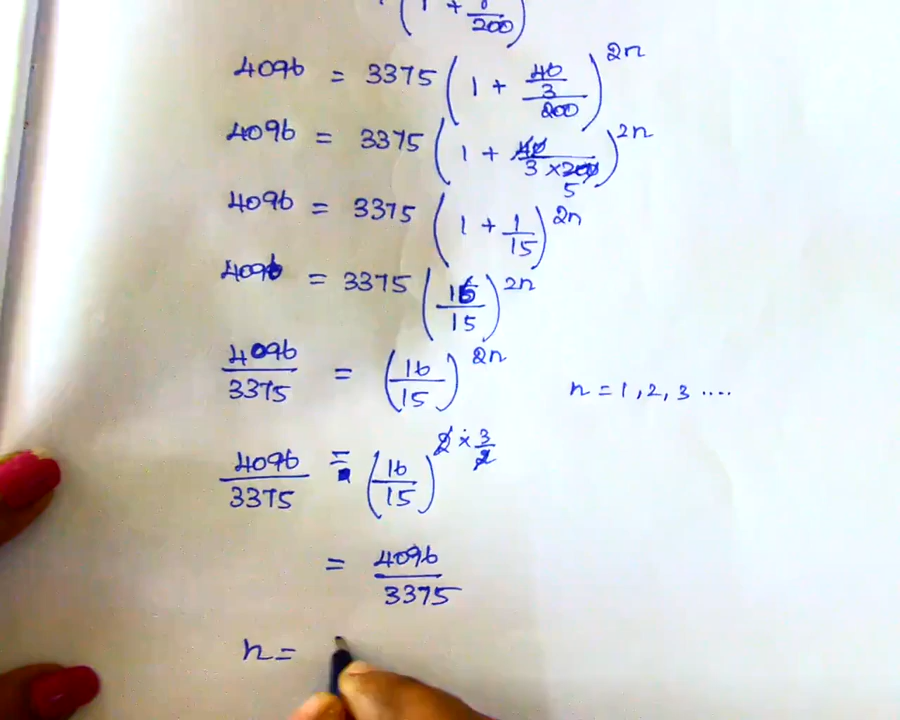 (1 + r/200)
4096 = 3375 (1 + 40/3/200)^2n
4096 = 3375 (1 + 40/3×200 5)^2n
4096 = 3375 (1 + 1/15)^2n
4096 = 3375 (16/15)^2n
4096/3375 = (16/15)^2n
n = 1, 2, 3 ....
4096/3375 = (16/15)^2×3/2
= 4096/3375
n =